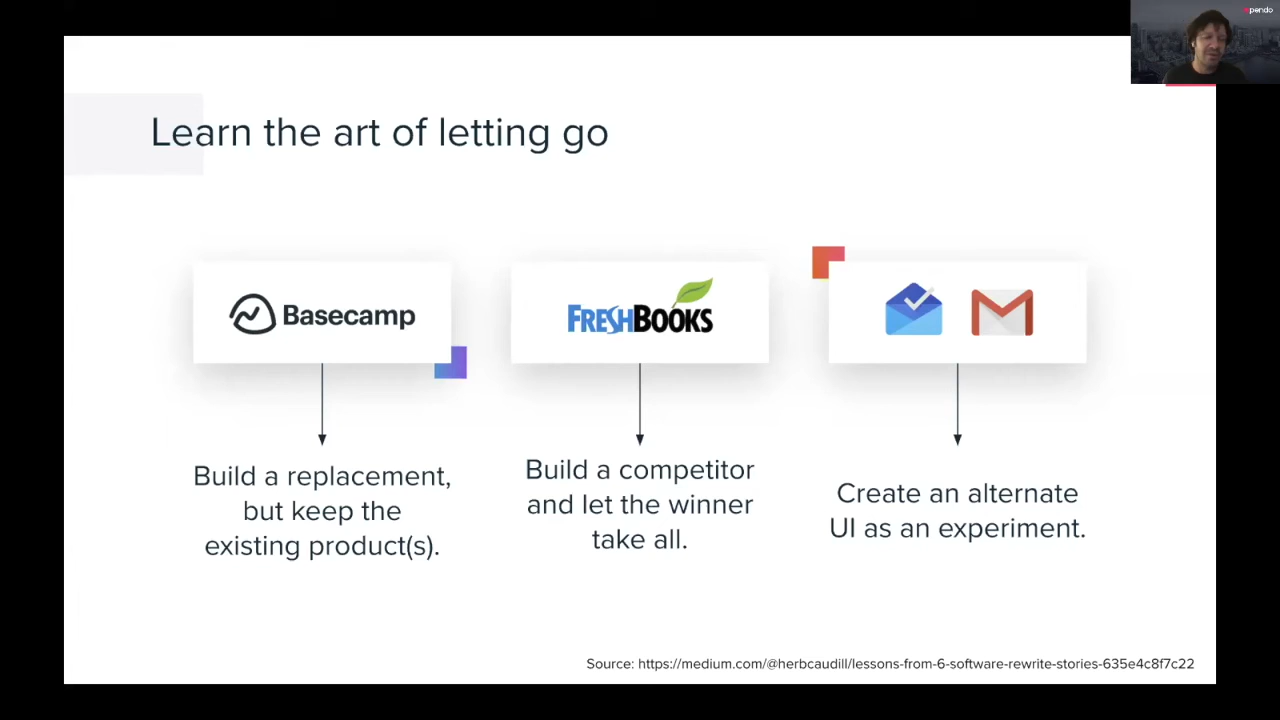 pendo
Learn the art of letting go
Basecamp
FRESHBOOKS
Build a replacement,
but keep the
existing product(s).
Build a competitor
and let the winner
take all.
Create an alternate
UI as an experiment.
Source: https://medium.com/@herbcaudill/lessons-from-6-software-rewrite-stories-635e4c8f7c22